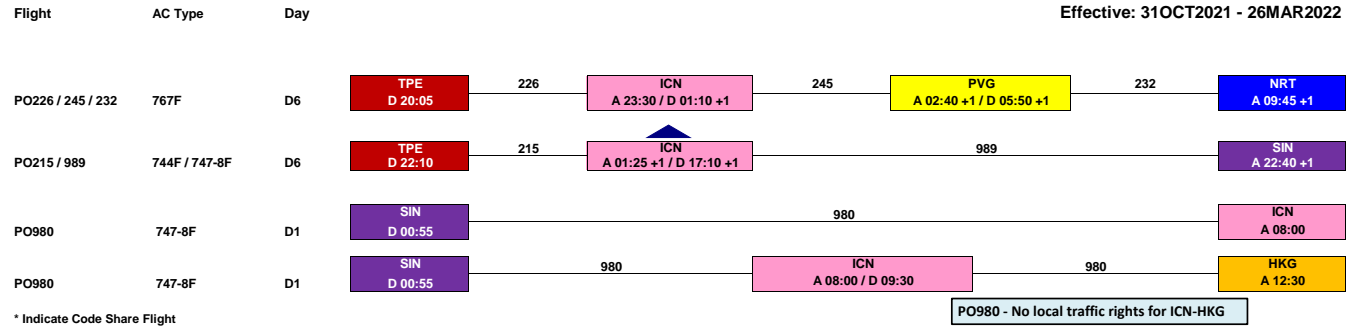 Flight AC Type Day Effective: 31OCT2021 - 26MAR2022
TPE 226 ICN 245 PVG 232 NRT
PO226 / 245 / 232 767F D6 D 20:05 A 23:30 / D 01:10 +1 A 02:40 +1 / D 05:50 +1 A 09:45 +1
TPE 215 ICN 989 SIN
PO215 / 989 744F / 747-8F D6 D 22:10 A 01:25 +1 / D 17:10 +1 A 22:40 +1
SIN 980 ICN
PO980 747-8F D1 D 00:55 A 08:00
SIN 980 ICN 980 HKG
PO980 747-8F D1 D 00:55 A 08:00 / D 09:30 A 12:30
PO980 - No local traffic rights for ICN-HKG
* Indicate Code Share Flight